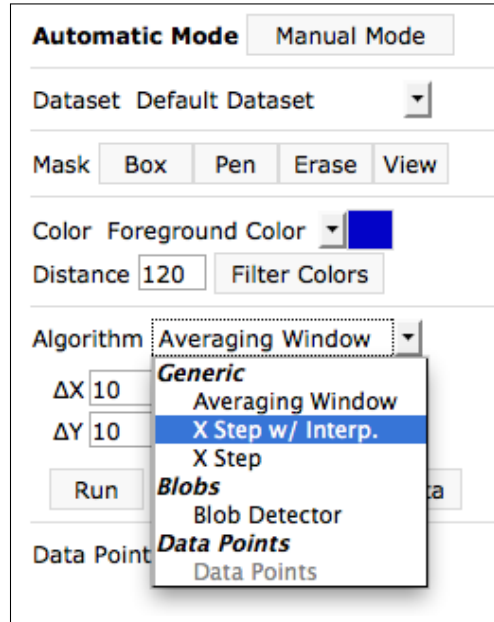 Automatic Mode Manual Mode
Dataset Default Dataset
Mask Box Pen Erase View
Color Foreground Color
Distance 120 Filter Colors
Algorithm Averaging Window
Generic
ΔX 10 Averaging Window
ΔY 10 X Step w/ Interp.
X Step
Run Blobs ta
Blob Detector
Data Point Data Points
Data Points